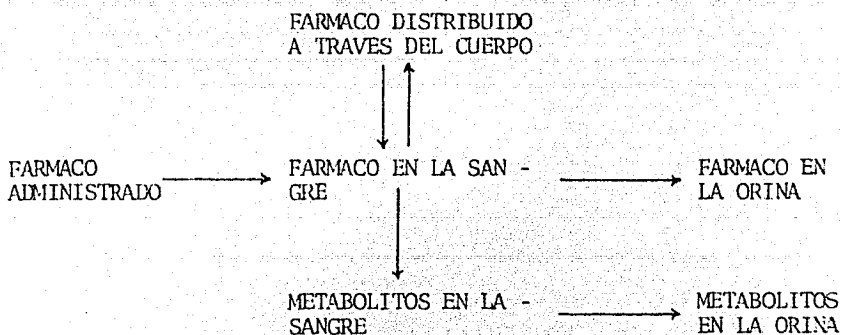 FARMACO DISTRIBUIDO
A TRAVES DEL CUERPO
FARMACO
ADMINISTRADO
FARMACO EN LA SAN -
GRE
FARMACO EN
LA ORINA
METABOLITOS EN LA -
SANGRE
METABOLITOS
EN LA ORINA